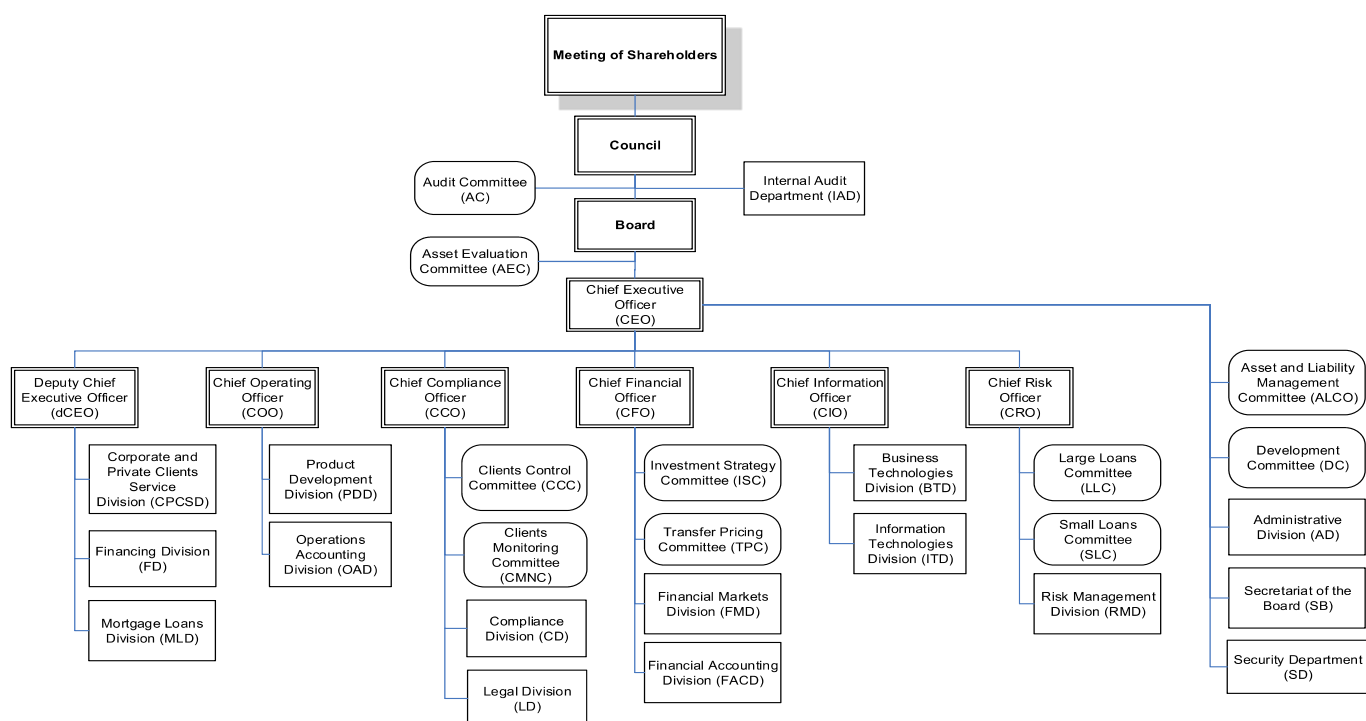 Meeting of Shareholders
Council
Audit Committee
(AC)
Internal Audit
Department (IAD)
Board
Asset Evaluation
Committee (AEC)
Chief Executive
Officer
(CEO)
Deputy Chief
Executive Officer
(dCEO)
Chief Operating
Officer
(COO)
Chief Compliance
Officer
(CCO)
Chief Financial
Officer
(CFO)
Chief Information
Officer
(CIO)
Chief Risk
Officer
(CRO)
Asset and Liability
Management
Committee (ALCO)
Corporate and
Private Clients
Service
Division (CPCSD)
Financing Division
(FD)
Mortgage Loans
Division (MLD)
Product
Development
Division (PDD)
Operations
Accounting
Division (OAD)
Clients Control
Committee (CCC)
Clients
Monitoring
Committee
(CMNC)
Compliance
Division (CD)
Legal Division
(LD)
Investment Strategy
Committee (ISC)
Transfer Pricing
Committee (TPC)
Financial Markets
Division (FMD)
Financial Accounting
Division (FACD)
Business
Technologies
Division (BTD)
Information
Technologies
Division (ITD)
Large Loans
Committee
(LLC)
Small Loans
Committee
(SLC)
Risk Management
Division (RMD)
Development
Committee (DC)
Administrative
Division (AD)
Secretariat of the
Board (SB)
Security Department
(SD)